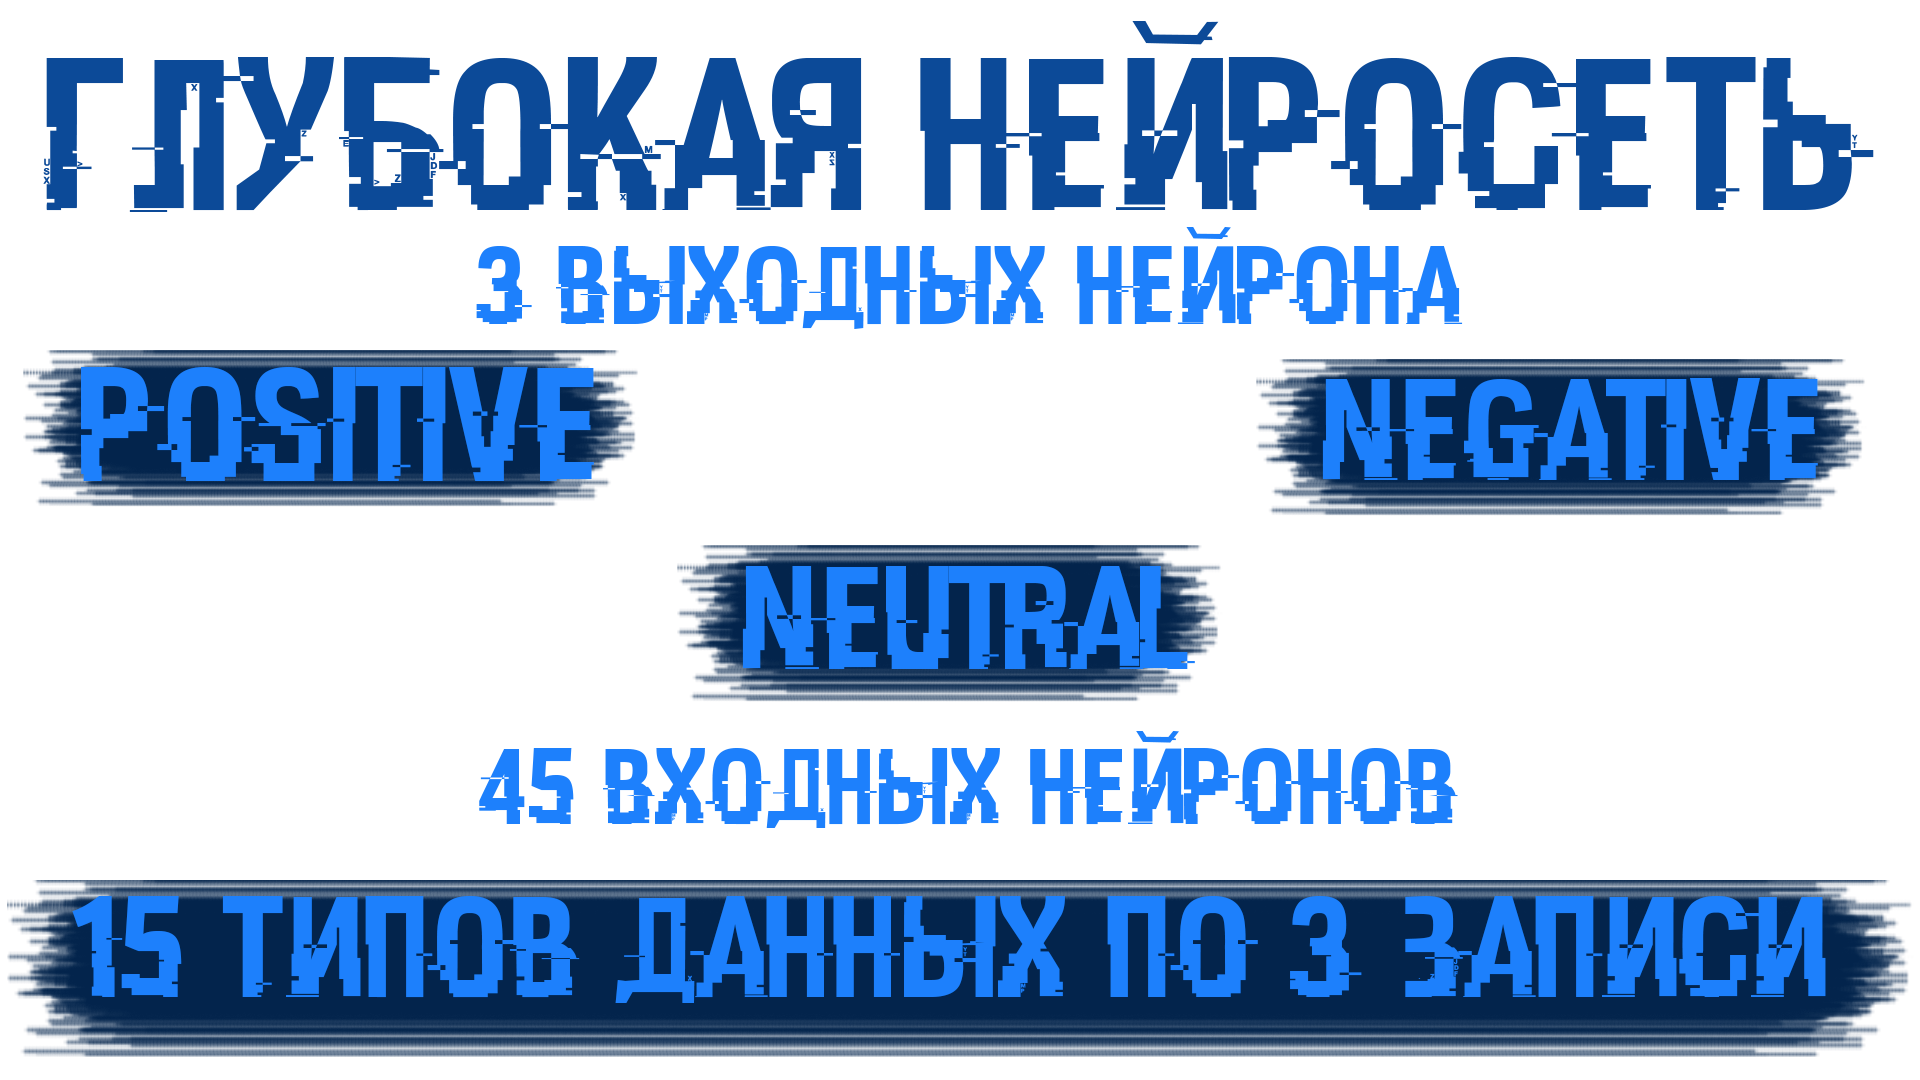 ГЛУБОКАЯ НЕЙРОСЕТЬ
3 ВЫХОДНЫХ НЕЙРОНА
POSITIVE NEGATIVE
NEUTRAL
45 ВХОДНЫХ НЕЙРОНОВ
15 ТИПОВ ДАННЫХ ПО 3 ЗАПИСИ